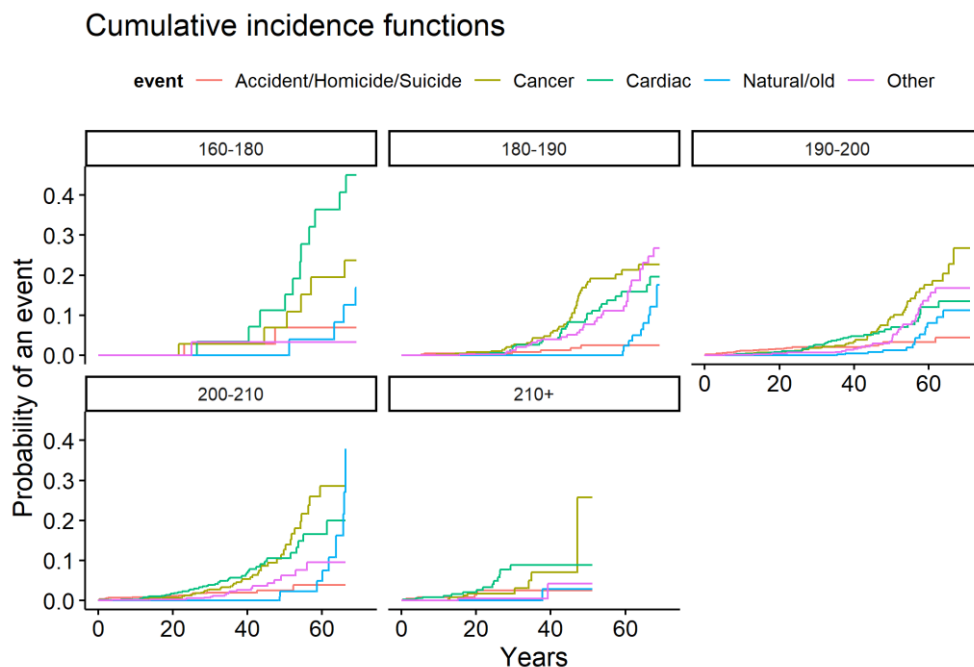 Cumulative incidence functions
event Accident/Homicide/Suicide Cancer Cardiac Natural/old Other
160-180 180-190 190-200
0.4
0.3
0.2
0.1
0.0
0 20 40 60
200-210 210+
0.4
0.3
0.2
0.1
0.0
0 20 40 60 0 20 40 60
Probability of an event
Years